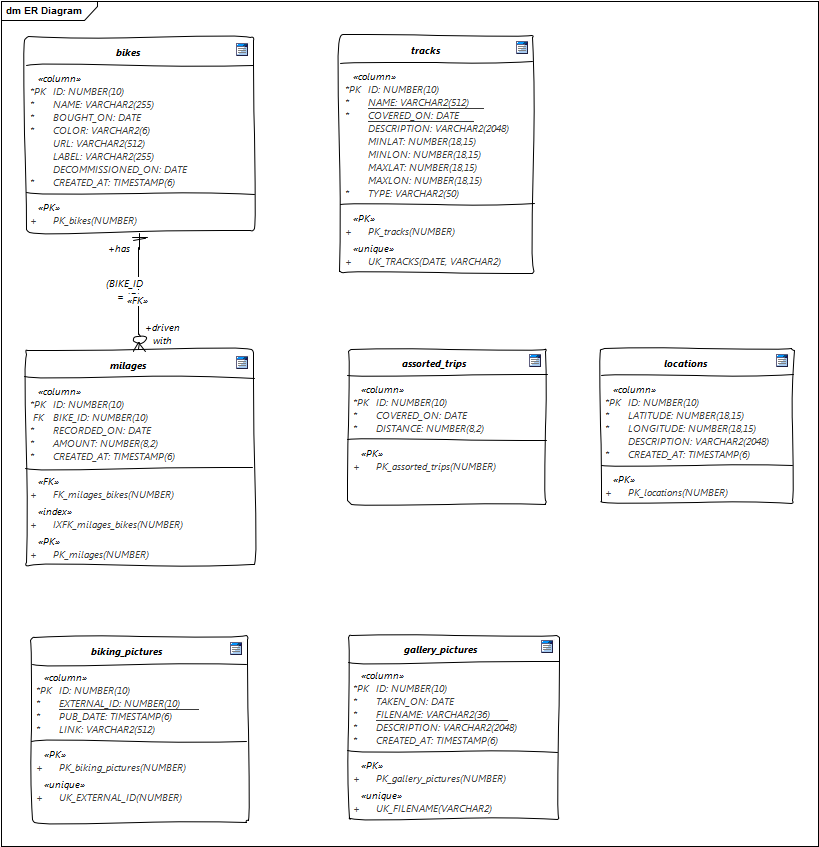 dm ER Diagram
bikes
«column»
*PK ID: NUMBER(10)
* NAME: VARCHAR2(255)
* BOUGHT_ON: DATE
* COLOR: VARCHAR2(6)
URL: VARCHAR2(512)
LABEL: VARCHAR2(255)
DECOMMISSIONED_ON: DATE
* CREATED_AT: TIMESTAMP(6)
«PK»
+ PK_bikes(NUMBER)
tracks
«column»
*PK ID: NUMBER(10)
* NAME: VARCHAR2(512)
* COVERED_ON: DATE
DESCRIPTION: VARCHAR2(2048)
MINLAT: NUMBER(18,15)
MINLON: NUMBER(18,15)
MAXLAT: NUMBER(18,15)
MAXLON: NUMBER(18,15)
* TYPE: VARCHAR2(50)
«PK»
+ PK_tracks(NUMBER)
«unique»
+ UK_TRACKS(DATE, VARCHAR2)
+has
(BIKE_ID
= «FK»
+driven
with
milages
«column»
*PK ID: NUMBER(10)
FK BIKE_ID: NUMBER(10)
* RECORDED_ON: DATE
* AMOUNT: NUMBER(8,2)
* CREATED_AT: TIMESTAMP(6)
«FK»
+ FK_milages_bikes(NUMBER)
«index»
+ IXFK_milages_bikes(NUMBER)
«PK»
+ PK_milages(NUMBER)
assorted_trips
«column»
*PK ID: NUMBER(10)
* COVERED_ON: DATE
* DISTANCE: NUMBER(8,2)
«PK»
+ PK_assorted_trips(NUMBER)
locations
«column»
*PK ID: NUMBER(10)
* LATITUDE: NUMBER(18,15)
* LONGITUDE: NUMBER(18,15)
DESCRIPTION: VARCHAR2(2048)
* CREATED_AT: TIMESTAMP(6)
«PK»
+ PK_locations(NUMBER)
biking_pictures
«column»
*PK ID: NUMBER(10)
* EXTERNAL_ID: NUMBER(10)
* PUB_DATE: TIMESTAMP(6)
* LINK: VARCHAR2(512)
«PK»
+ PK_biking_pictures(NUMBER)
«unique»
+ UK_EXTERNAL_ID(NUMBER)
gallery_pictures
«column»
*PK ID: NUMBER(10)
* TAKEN_ON: DATE
* FILENAME: VARCHAR2(36)
* DESCRIPTION: VARCHAR2(2048)
* CREATED_AT: TIMESTAMP(6)
«PK»
+ PK_gallery_pictures(NUMBER)
«unique»
+ UK_FILENAME(VARCHAR2)